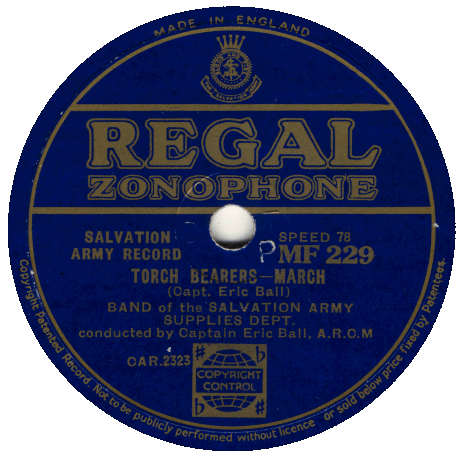 MADE IN ENGLAND
REGAL
ZONOPHONE
SALVATION
ARMY RECORD
SPEED 78
P MF 229
TORCH BEARERS—MARCH
(Capt. Eric Ball)
BAND of the SALVATION ARMY
SUPPLIES DEPT.
conducted by Captain Eric Ball, A.R.C.M
CAR.2323
COPYRIGHT
CONTROL
Copyright Patented Record. Not to be publicly performed without licence or sold below price fixed by Patentees.